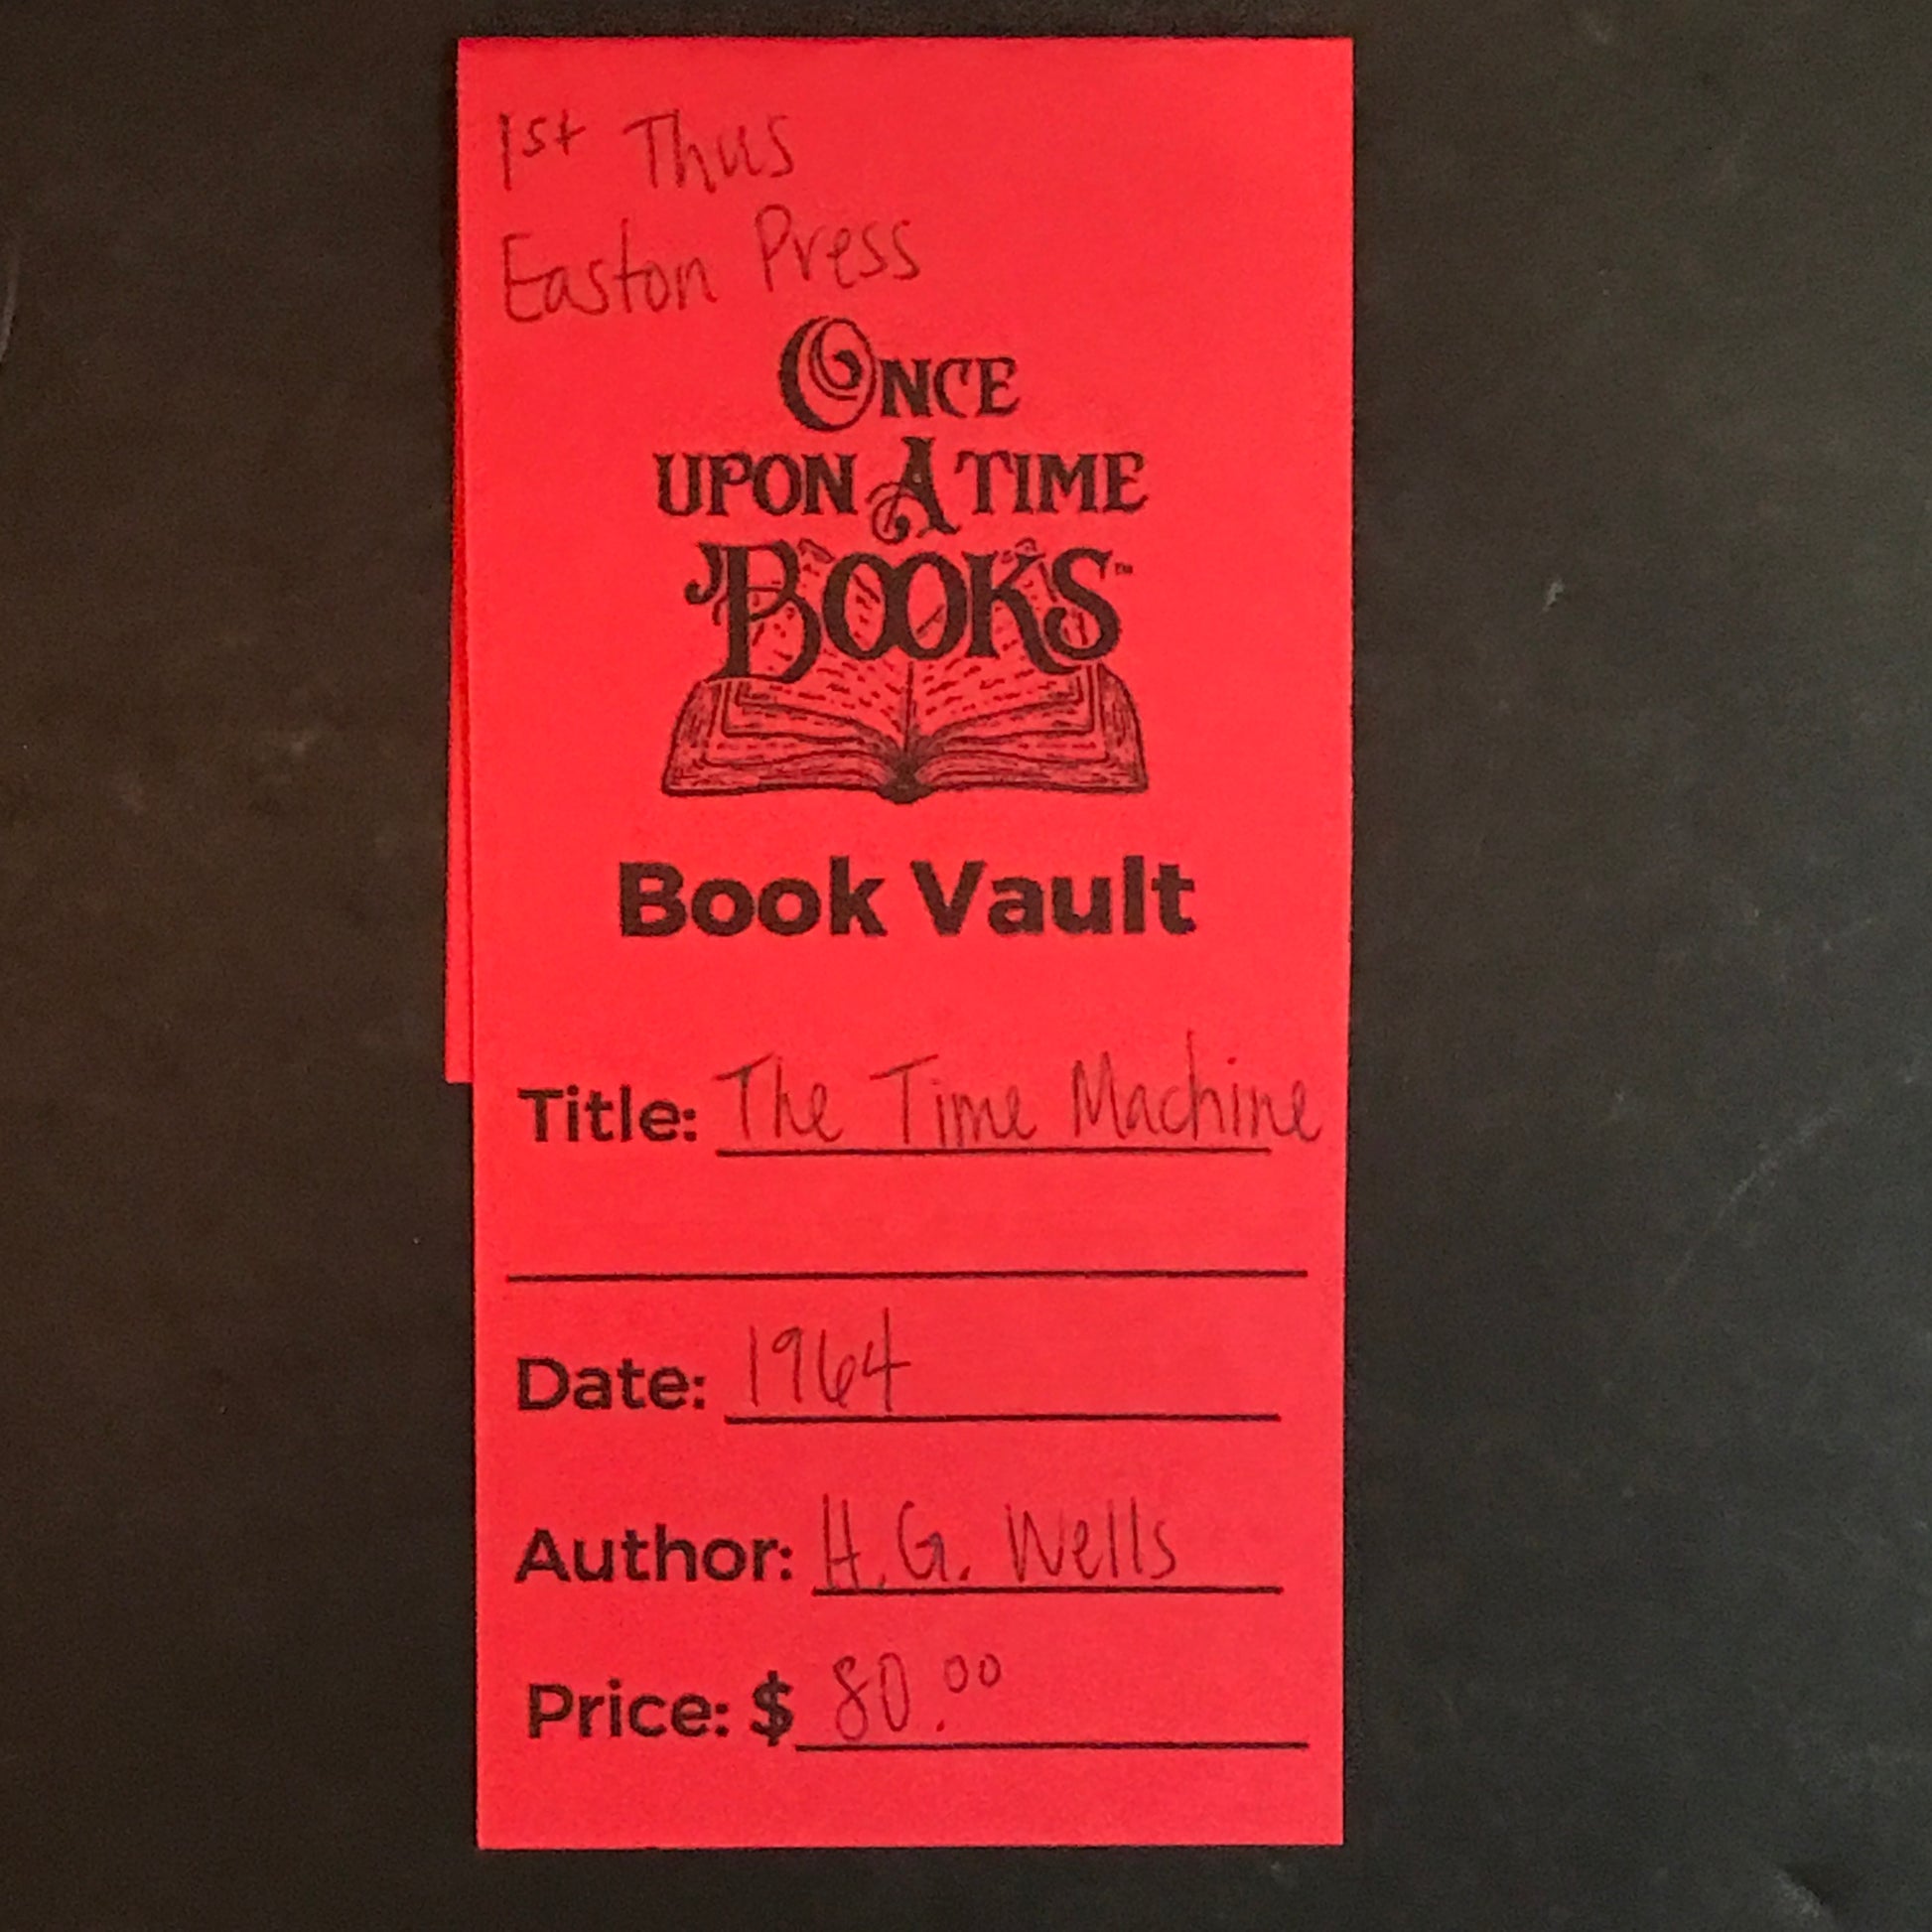 1st Thus
Easton Press
ONCE
UPON A TIME
BOOKS™
Book Vault
Title: The Time Machine
Date: 1964
Author: H.G. Wells
Price: $ 80.00